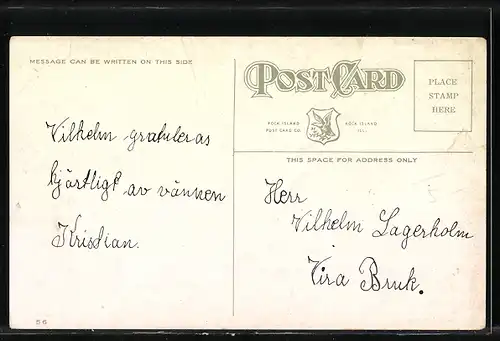 MESSAGE CAN BE WRITTEN ON THIS SIDE
POST CARD
PLACE
STAMP
HERE
ROCK ISLAND
POST CARD CO.
ROCK ISLAND
ILL.
THIS SPACE FOR ADDRESS ONLY
Vilhelm gratuleras
hjärtligt av vännen
Kristian.
Herr
Vilhelm Lagerholm
Vira Bruk.
56